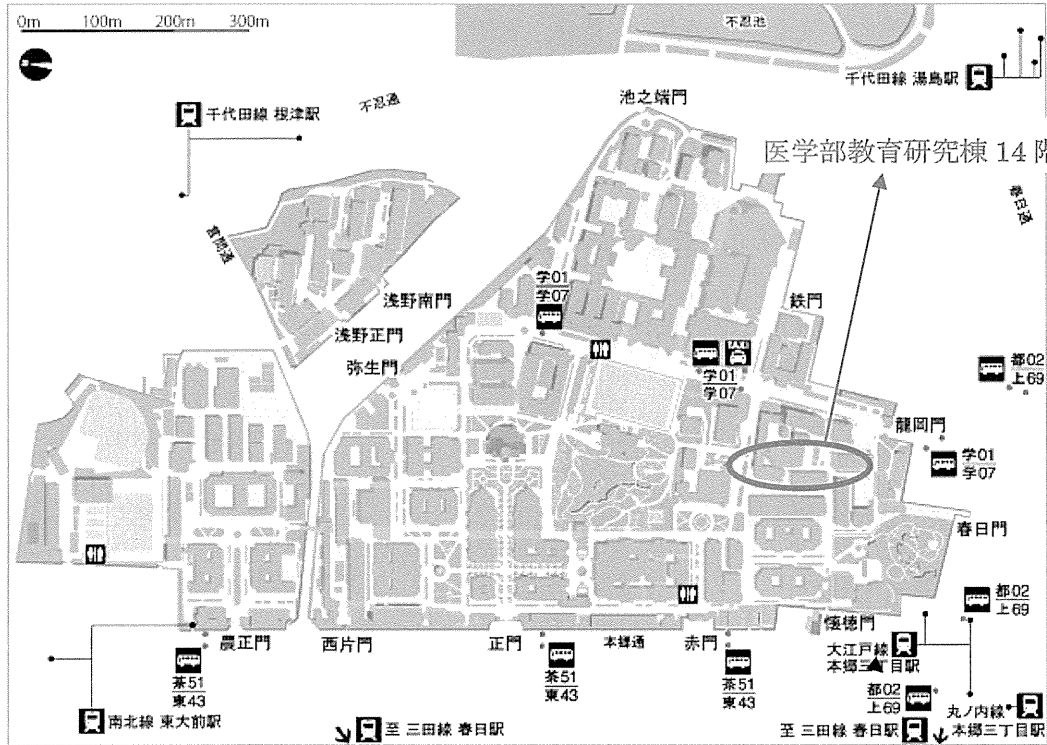 0m 100m 200m 300m
不忍池
千代田線 湯島駅
千代田線 根津駅
不忍通
池之端門
医学部教育研究棟 14 階
春日通
言問通
浅野南門
浅野正門
弥生門
学01
学07
鉄門
TAXI
学01
学07
都02
上69
龍岡門
学01
学07
春日門
都02
上69
農正門
西片門
正門
本郷通
赤門
懐徳門
大江戸線
本郷三丁目駅
茶51
東43
茶51
東43
茶51
東43
都02
上69
丸ノ内線
本郷三丁目駅
南北線 東大前駅
至 三田線 春日駅
至 三田線 春日駅